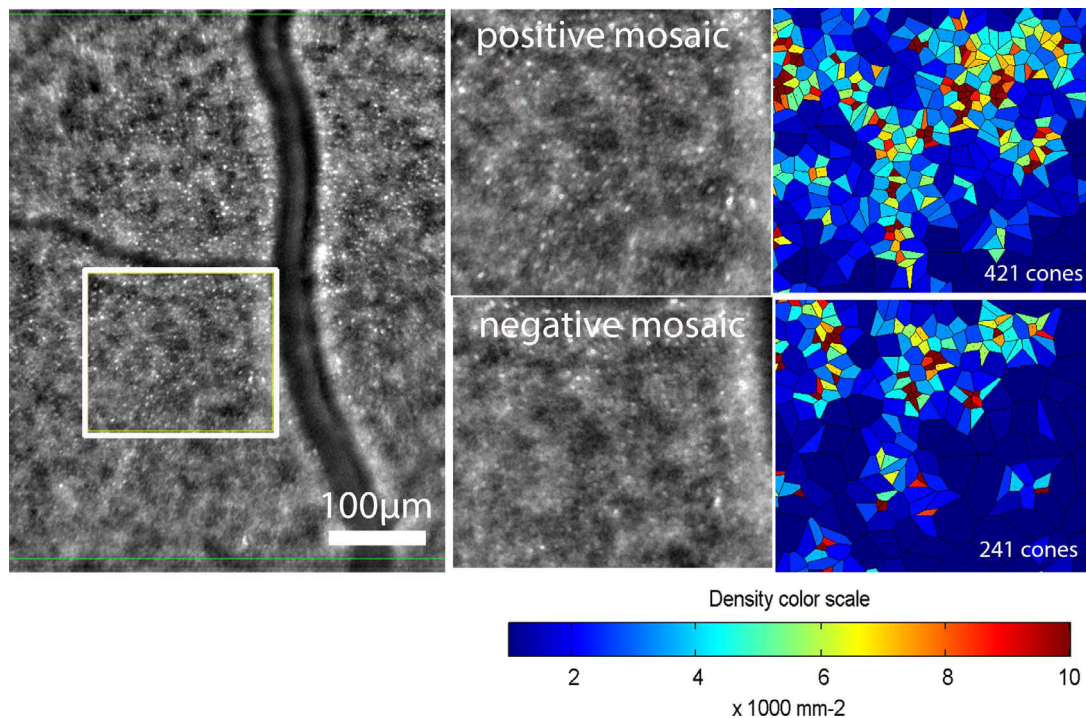 positive mosaic
421 cones
negative mosaic
241 cones
100µm
Density color scale
2 4 6 8 10
x 1000 mm-2